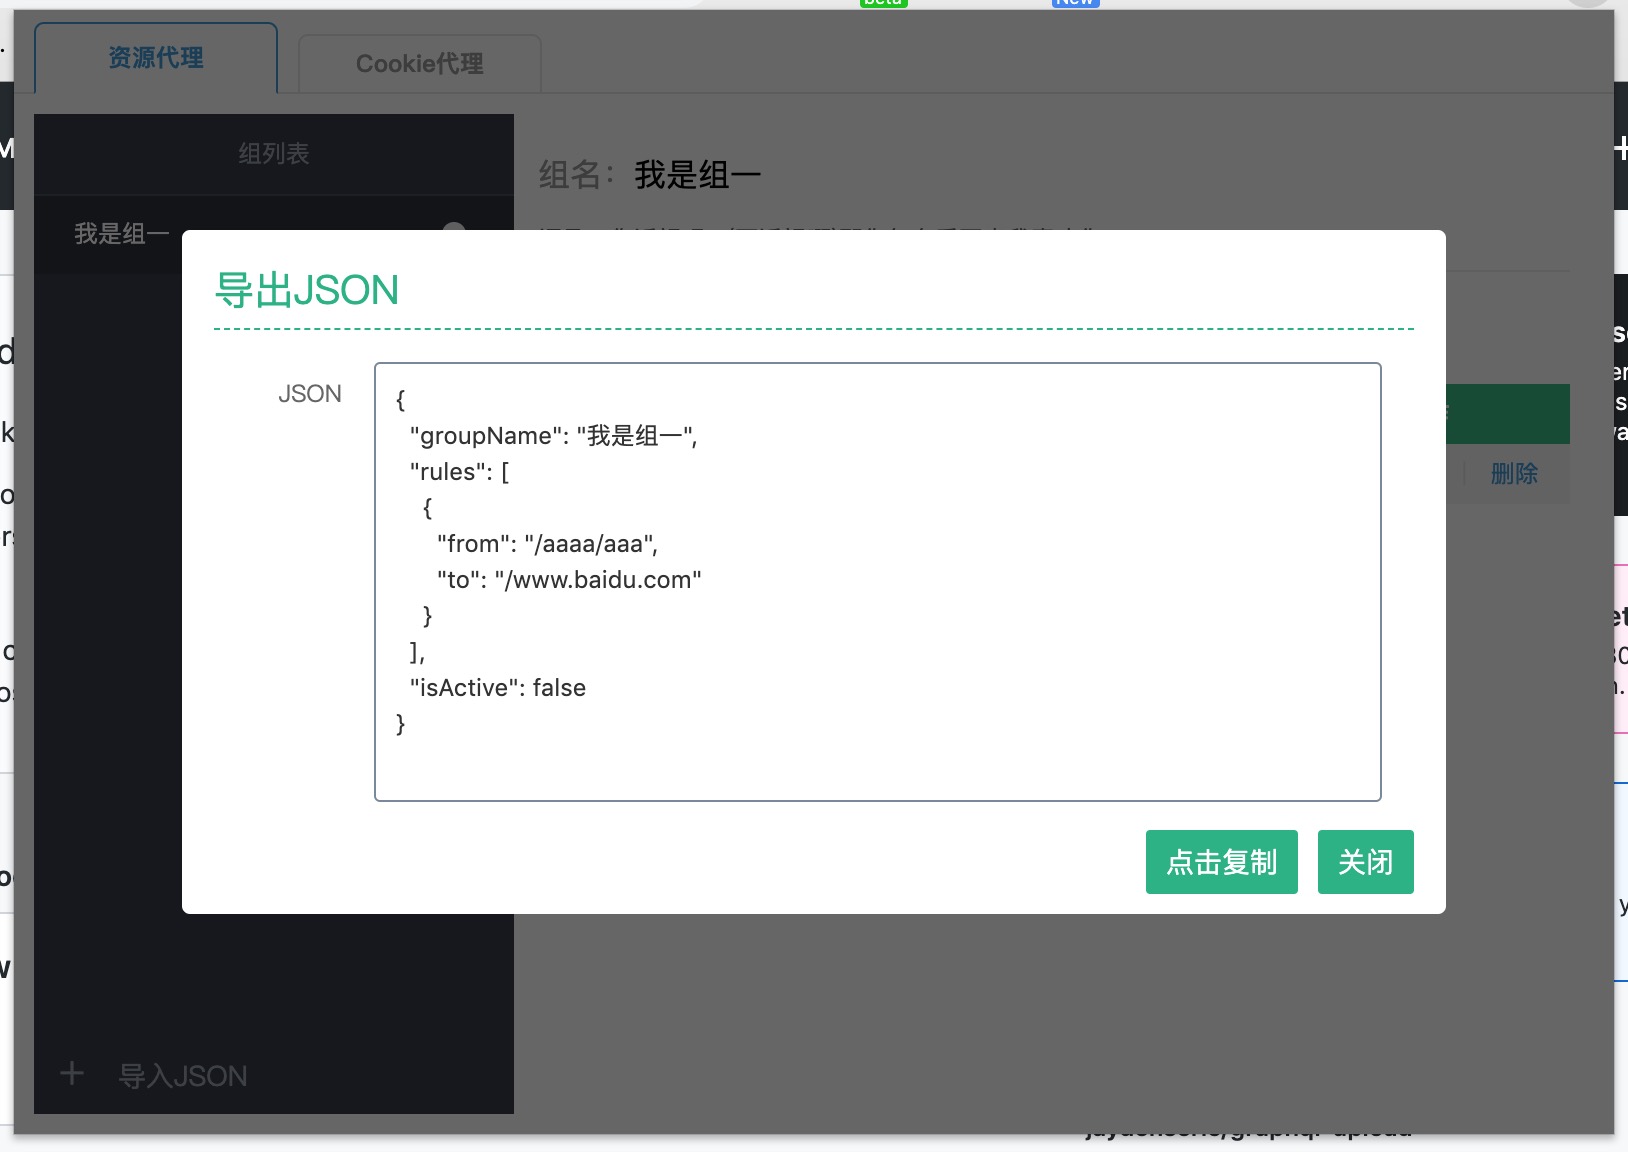 beta
New
资源代理
Cookie代理
组列表
组名：我是组一
我是组一
导出JSON
JSON
{
"groupName": "我是组一",
"rules": [
{
"from": "/aaaa/aaa",
"to": "/www.baidu.com"
}
],
"isActive": false
}
删除
点击复制
关闭
+ 导入JSON